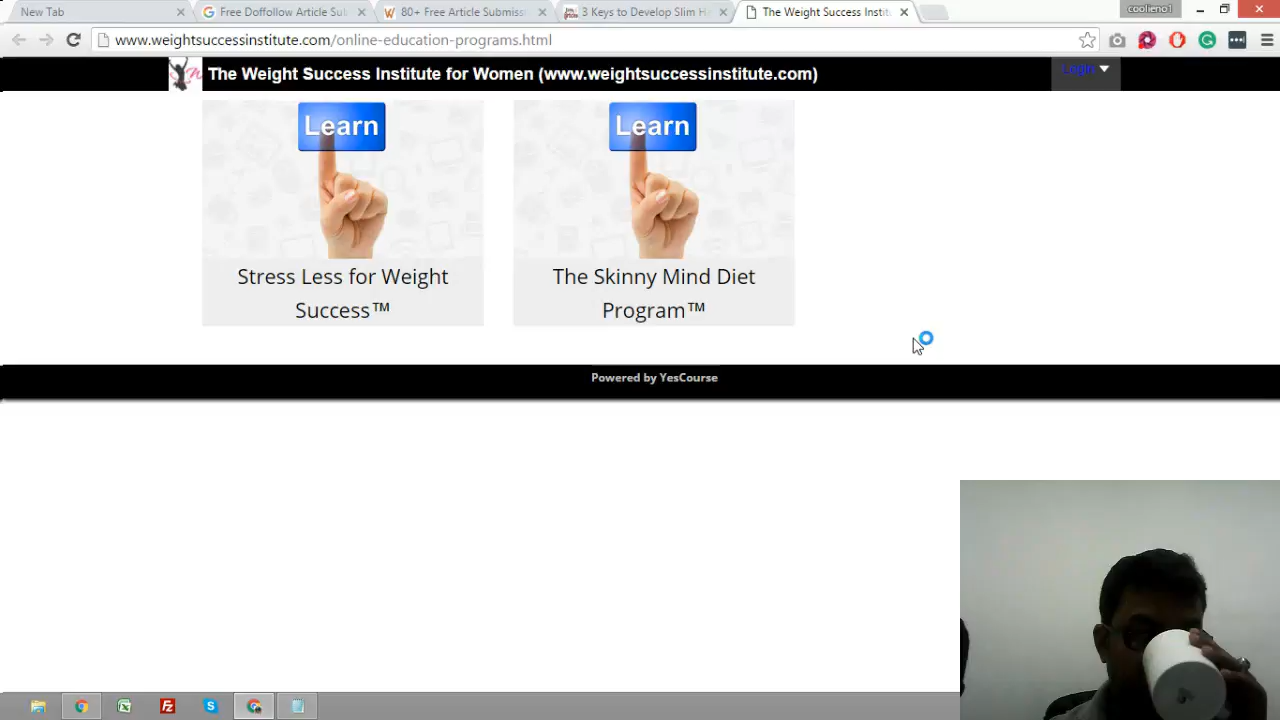 New Tab
Free Doffollow Article Sul
80+ Free Article Submiss
3 Keys to Develop Slim H
The Weight Success Instit
coolieno1
www.weightsuccessinstitute.com/online-education-programs.html
The Weight Success Institute for Women (www.weightsuccessinstitute.com)
Login
Learn
Learn
Stress Less for Weight
Success™
The Skinny Mind Diet
Program™
Powered by YesCourse